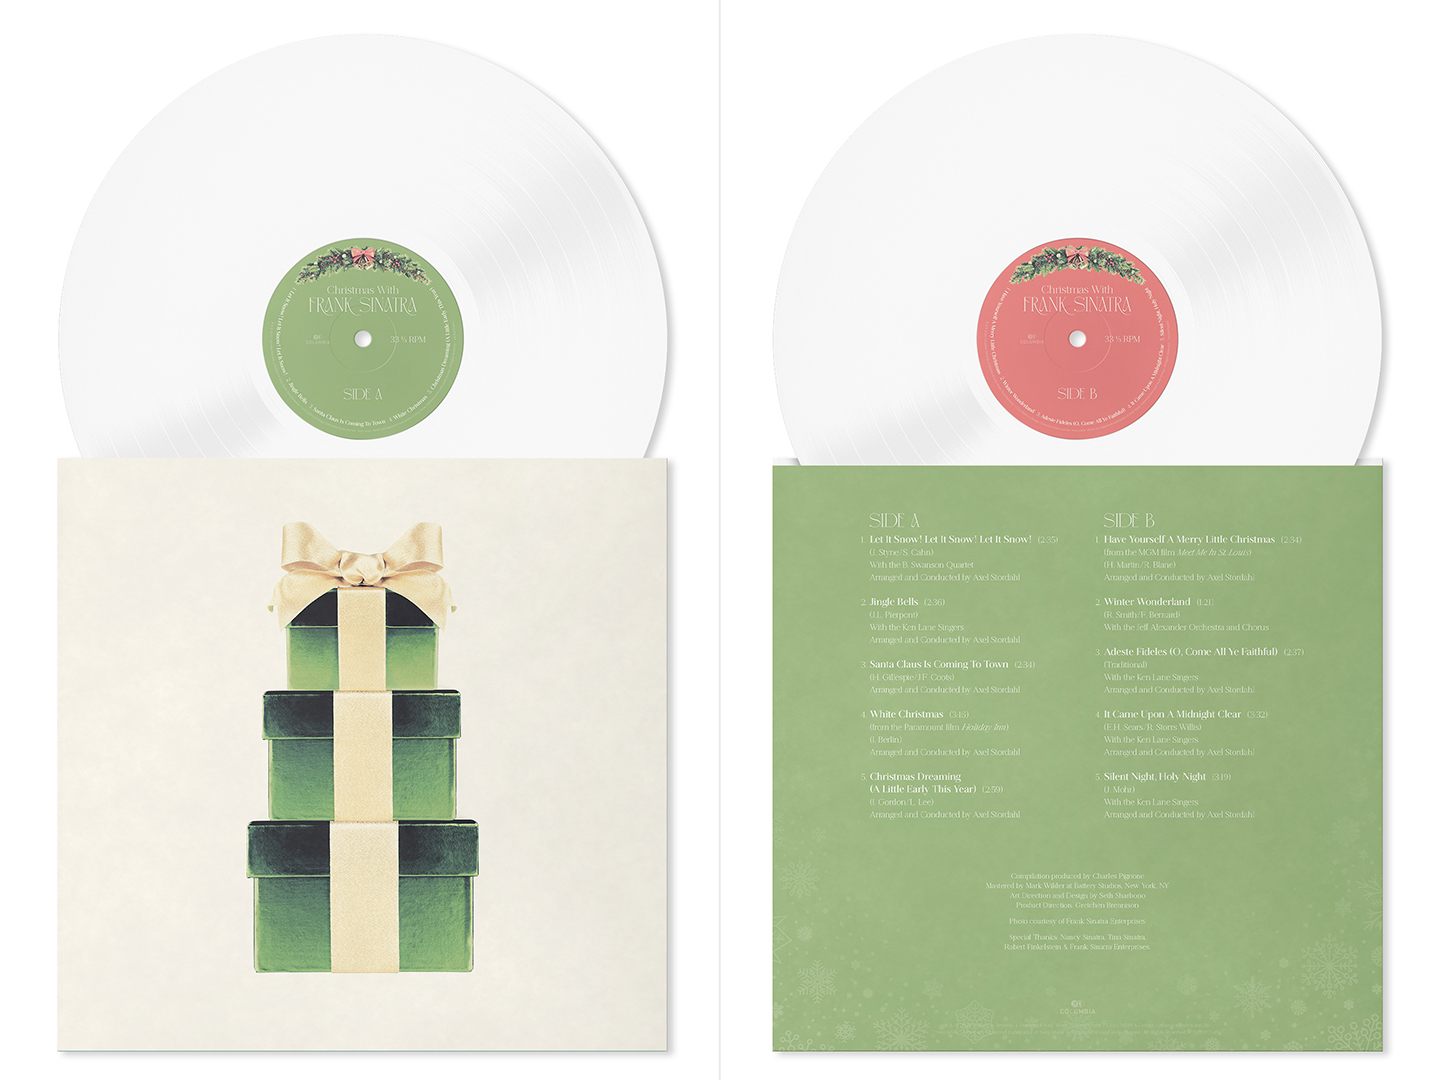 Christmas With
FRANK SINATRA
COLUMBIA
33 ⅓ RPM
SIDE A
1. Let It Snow! Let It Snow! Let It Snow! 2. Jingle Bells 3. Santa Claus Is Coming To Town 4. White Christmas 5. Christmas Dreaming (A Little Early This Year)
Christmas With
FRANK SINATRA
COLUMBIA
33 ⅓ RPM
SIDE B
1. Have Yourself A Merry Little Christmas 2. Winter Wonderland 3. Adeste Fideles (O, Come All Ye Faithful) 4. It Came Upon A Midnight Clear 5. Silent Night, Holy Night
SIDE A
1. Let It Snow! Let It Snow! Let It Snow! (2:35)
(J. Styne/S. Cahn)
With the B. Swanson Quartet
Arranged and Conducted by Axel Stordahl
2. Jingle Bells (2:36)
(J.L. Pierpont)
With the Ken Lane Singers
Arranged and Conducted by Axel Stordahl
3. Santa Claus Is Coming To Town (2:34)
(H. Gillespie/J.F. Coots)
Arranged and Conducted by Axel Stordahl
4. White Christmas (3:15)
(from the Paramount film Holiday Inn)
(I. Berlin)
Arranged and Conducted by Axel Stordahl
5. Christmas Dreaming
(A Little Early This Year) (2:59)
(I. Gordon/L. Lee)
Arranged and Conducted by Axel Stordahl
SIDE B
1. Have Yourself A Merry Little Christmas (2:34)
(from the MGM film Meet Me In St. Louis)
(H. Martin/R. Blane)
Arranged and Conducted by Axel Stordahl
2. Winter Wonderland (1:21)
(R. Smith/F. Bernard)
With the Jeff Alexander Orchestra and Chorus
3. Adeste Fideles (O, Come All Ye Faithful) (2:37)
(Traditional)
With the Ken Lane Singers
Arranged and Conducted by Axel Stordahl
4. It Came Upon A Midnight Clear (3:32)
(E.H. Sears/R. Storrs Willis)
With the Ken Lane Singers
Arranged and Conducted by Axel Stordahl
5. Silent Night, Holy Night (3:19)
(J. Mohr)
With the Ken Lane Singers
Arranged and Conducted by Axel Stordahl
Compilation produced by Charles Pignone
Mastered by Mark Wilder at Battery Studios, New York, NY
Art Direction and Design by Seth Sharbono
Product Direction: Gretchen Brennison
Photo courtesy of Frank Sinatra Enterprises
Special Thanks: Nancy Sinatra, Tina Sinatra,
Robert Finkelstein & Frank Sinatra Enterprises
COLUMBIA